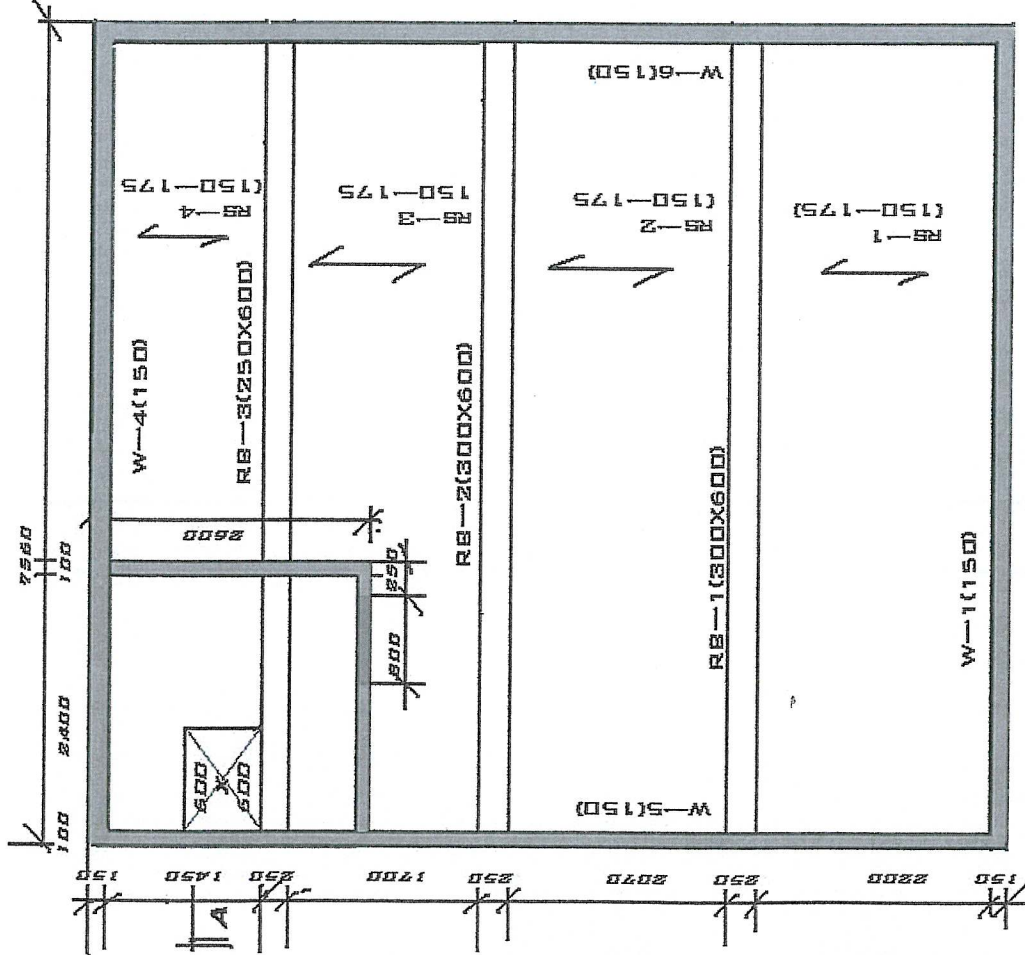 7560
100
2400
100
W-4(150)
RB-3(250X600)
RS-4
(150-175
2600
250
800
600
X
600
RS-3
150-175
RB-2(300X600)
RS-2
(150-175
W-6(150)
W-5(150)
RB-1(300X600)
RS-1
(150-175)
W-1(150)
150
1450
250
1700
250
2070
250
2200
150
A